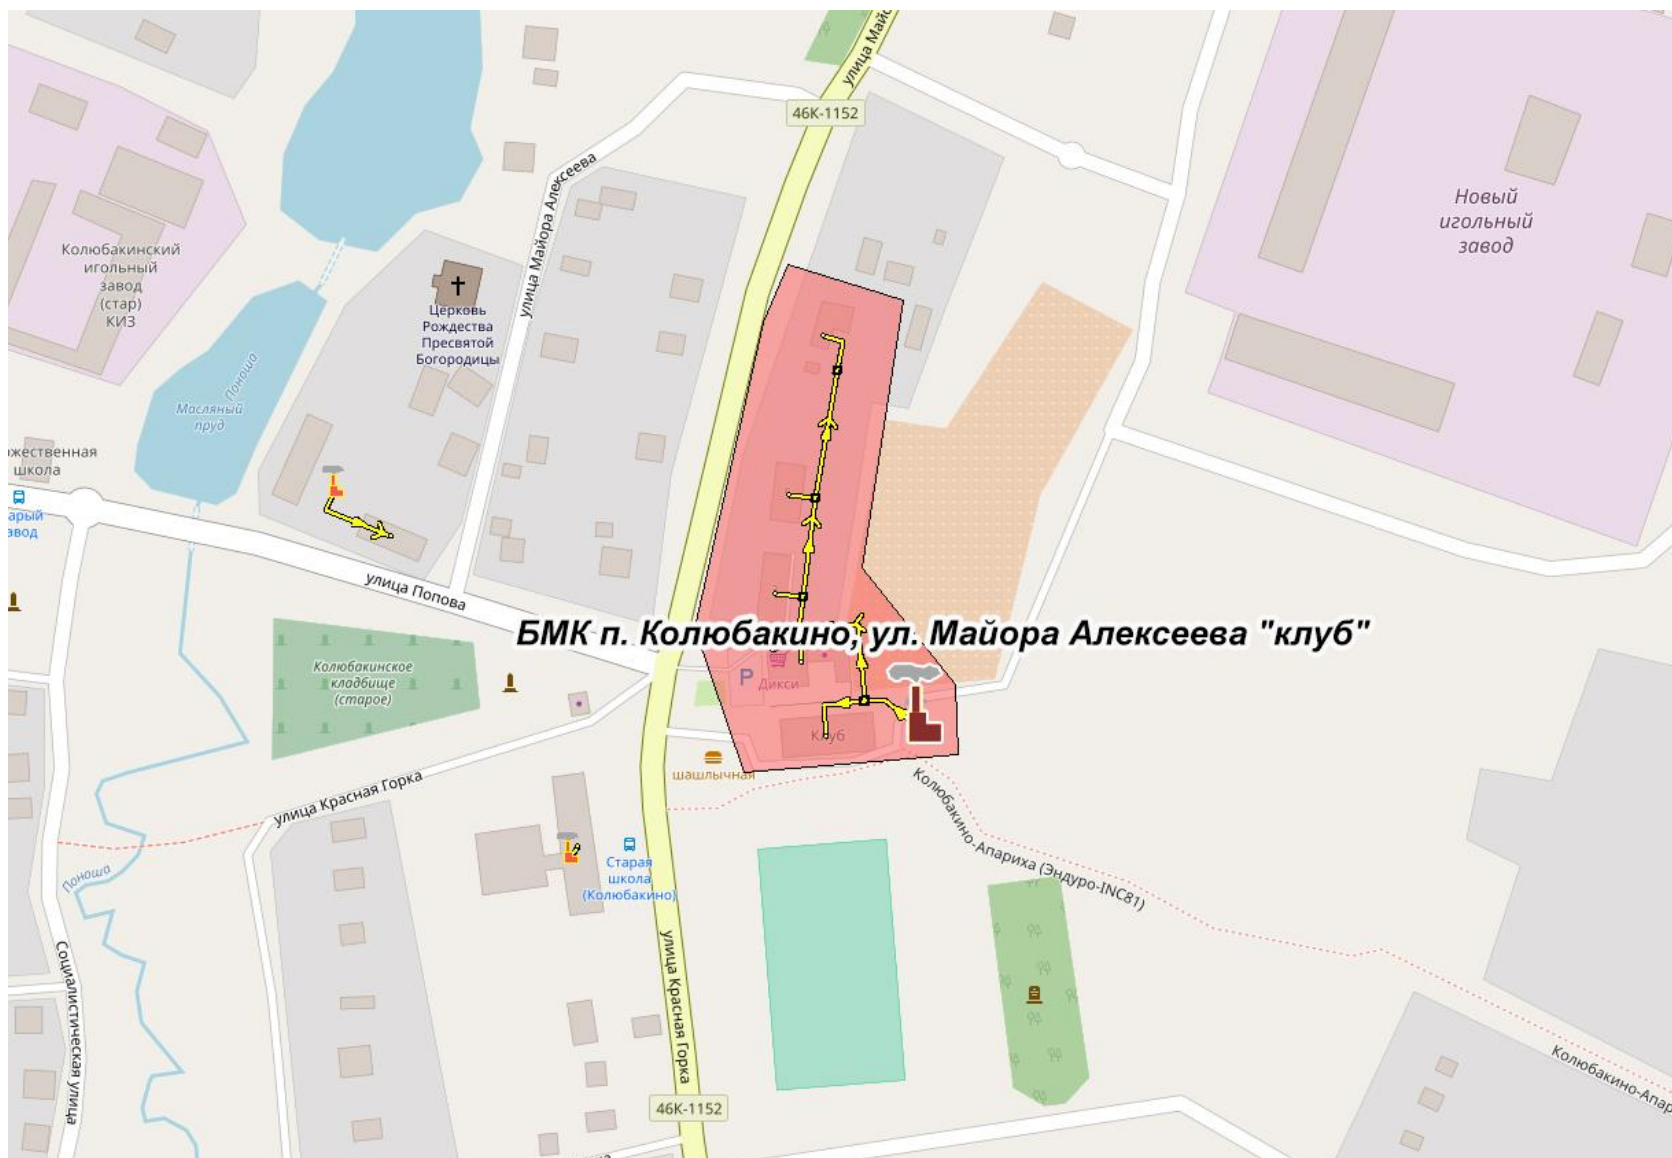 улица Майо
46К-1152
улица Майора Алексеева
Новый
игольный
завод
Колюбакинский
игольный
завод
(стар)
КИЗ
Церковь
Рождества
Пресвятой
Богородицы
Поноша
Масляный
пруд
жественная
школа
арый
авод
улица Попова
БМК п. Колюбакино, ул. Майора Алексеева "клуб"
Колюбакинское
кладбище
(старое)
P
Дикси
Клуб
шашлычная
улица Красная Горка
Колюбакино-Апариха (Эндуро-INC81)
Старая
школа
(Колюбакино)
Поноша
Социалистическая улица
улица Красная Горка
Колюбакино-Апар
46К-1152